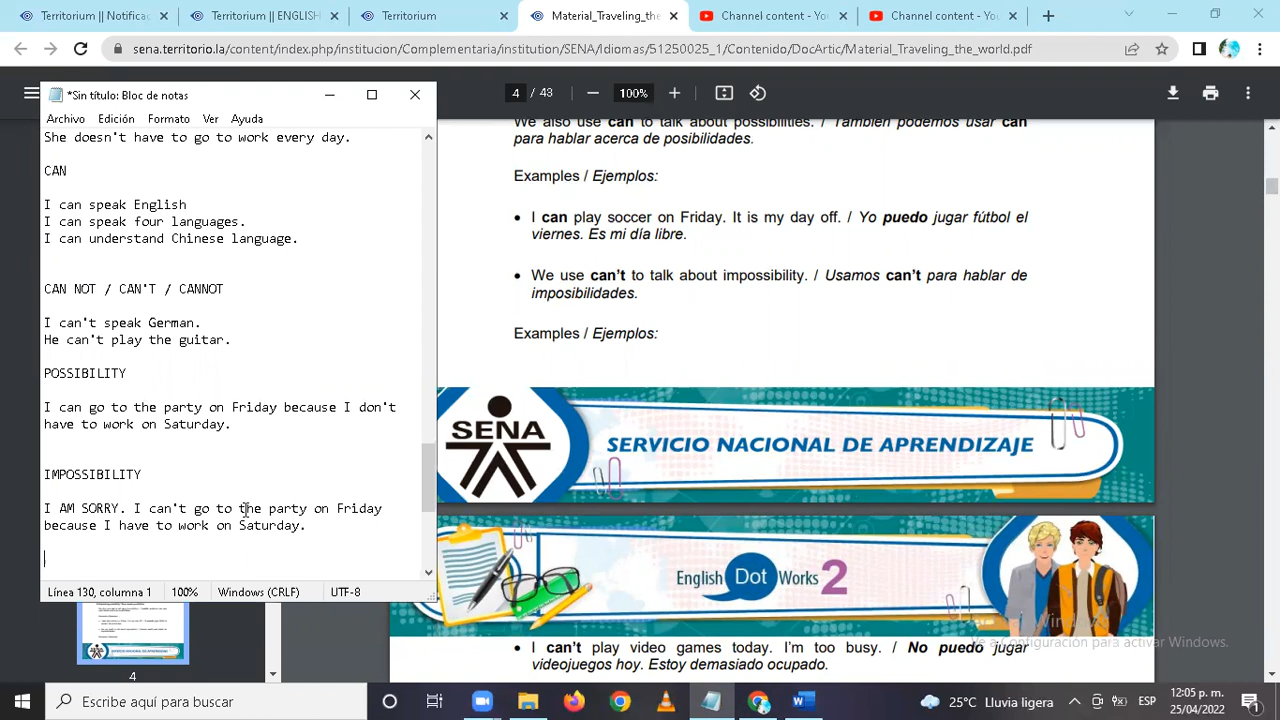 Territorium || Notificac
Territorium || ENGLISH
Territorium
Material_Traveling_the
Channel content - Yo
Channel content - Yo
sena.territorio.la/content/index.php/institucion/Complementaria/institution/SENA/Idiomas/51250025_1/Contenido/DocArtic/Material_Traveling_the_world.pdf
4 / 43
100%
*Sin título: Bloc de notas
Archivo Edición Formato Ver Ayuda
She doesn't have to go to work every day.
CAN
I can speak English
I can speak four languages.
I can understand Chinese language.
CAN NOT / CAN'T / CANNOT
I can't speak German.
He can't play the guitar.
POSSIBILITY
I can go to the party on Friday because I don't
have to work on Saturday.
IMPOSSIBILITY
I AM SORRY. I can't go to the party on Friday
because I have to work on Saturday.
Línea 130, columna 1 100% Windows (CRLF) UTF-8
4
We also use can to talk about possibilities. / También podemos usar can
para hablar acerca de posibilidades.
Examples / Ejemplos:
• I can play soccer on Friday. It is my day off. / Yo puedo jugar fútbol el
viernes. Es mi día libre.
• We use can't to talk about impossibility. / Usamos can't para hablar de
imposibilidades.
Examples / Ejemplos:
SENA
SERVICIO NACIONAL DE APRENDIZAJE
English Dot Works 2
Ve a Configuración para activar Windows.
• I can't play video games today. I'm too busy. / No puedo jugar
videojuegos hoy. Estoy demasiado ocupado.
Escribe aquí para buscar
25°C Lluvia ligera
ESP
12:05 p. m.
25/04/2022
1